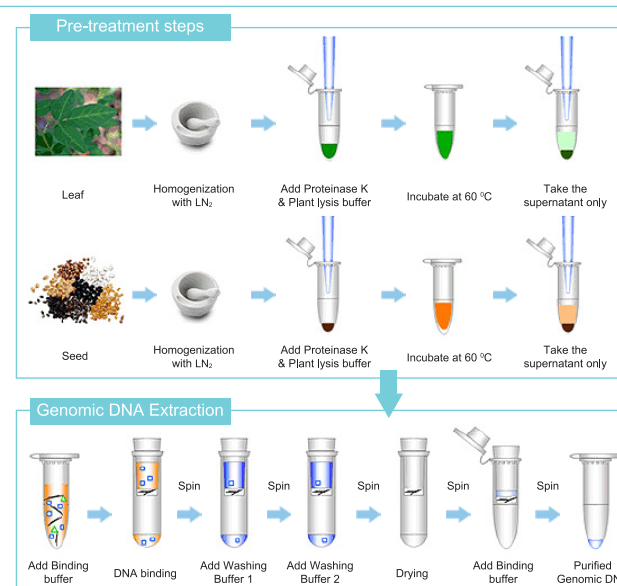 Pre-treatment steps
Leaf
Homogenization
with LN₂
Add Proteinase K
& Plant lysis buffer
Incubate at 60 ⁰C
Take the
supernatant only
Seed
Homogenization
with LN₂
Add Proteinase K
& Plant lysis buffer
Incubate at 60 ⁰C
Take the
supernatant only
Genomic DNA Extraction
Spin Spin Spin Spin Spin
Add Binding
buffer
DNA binding
Add Washing
Buffer 1
Add Washing
Buffer 2
Drying
Add Binding
buffer
Purified
Genomic